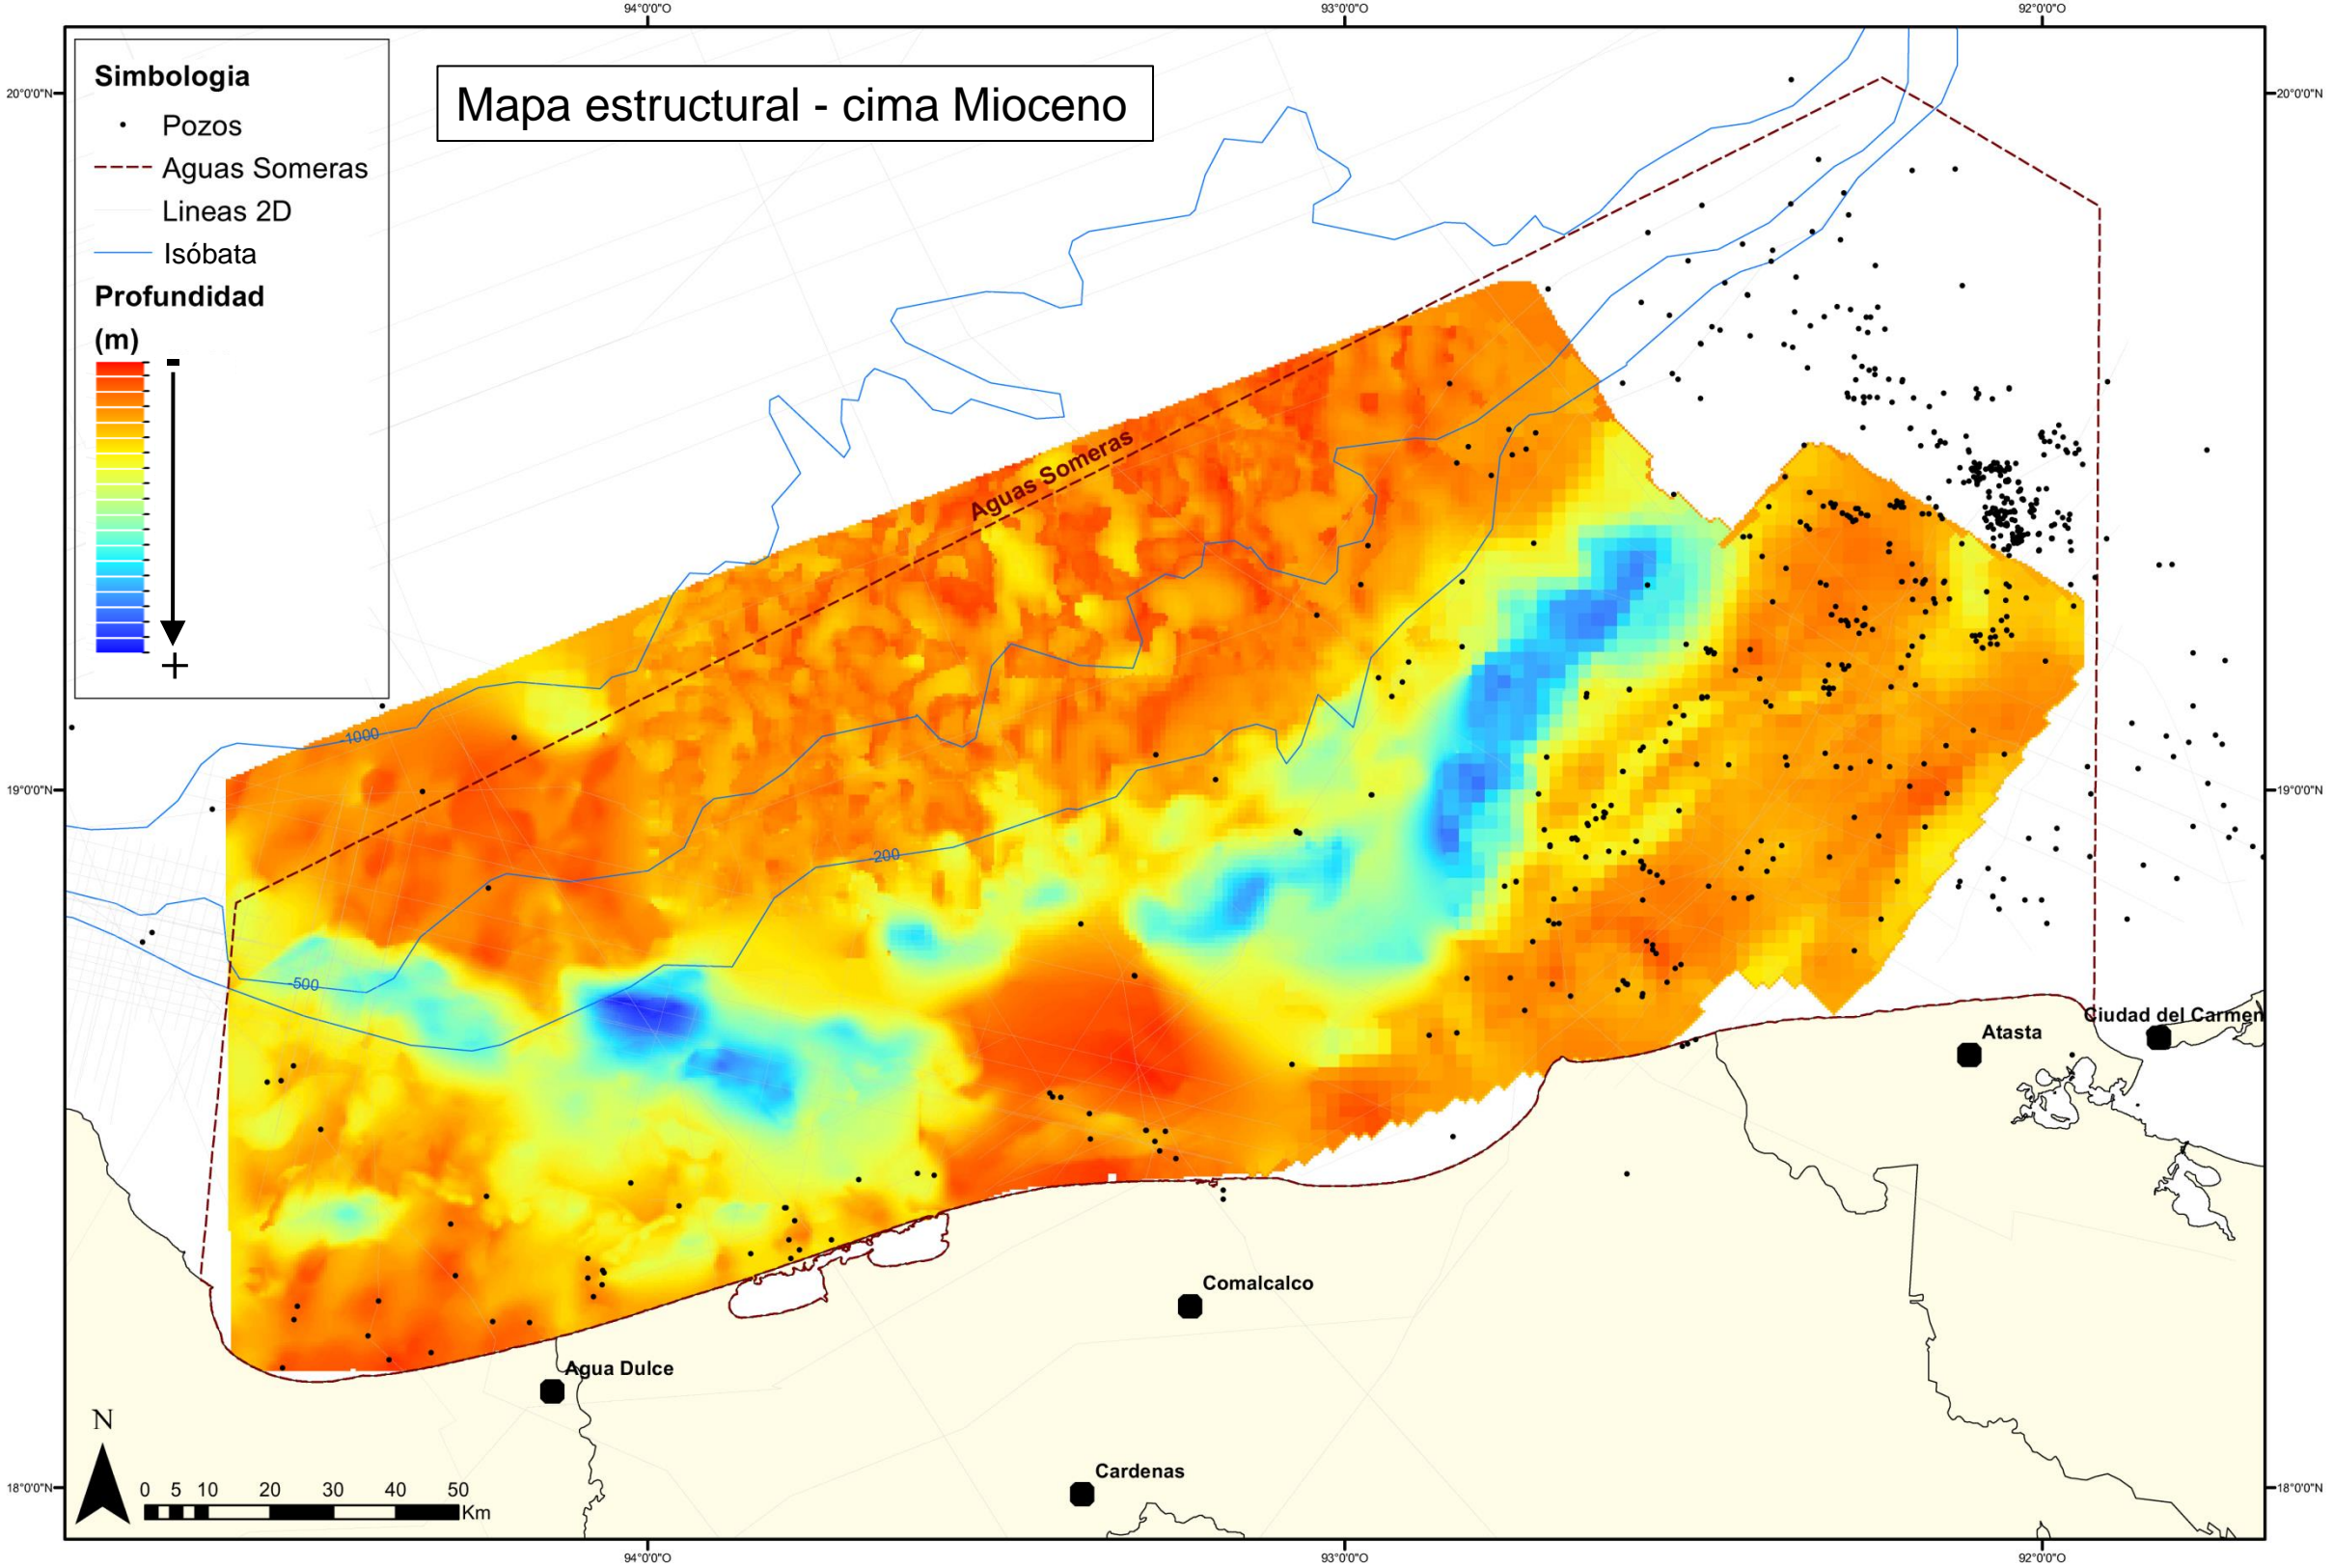 94°0'0"O
93°0'0"O
92°0'0"O
20°0'0"N
20°0'0"N
Simbologia
Pozos
Aguas Someras
Lineas 2D
Isóbata
Profundidad
(m)
-
+
Mapa estructural - cima Mioceno
Aguas Someras
-1000
19°0'0"N
19°0'0"N
-200
-500
Ciudad del Carmen
Atasta
Comalcalco
Agua Dulce
Cardenas
N
0 5 10 20 30 40 50
Km
18°0'0"N
18°0'0"N
94°0'0"O
93°0'0"O
92°0'0"O